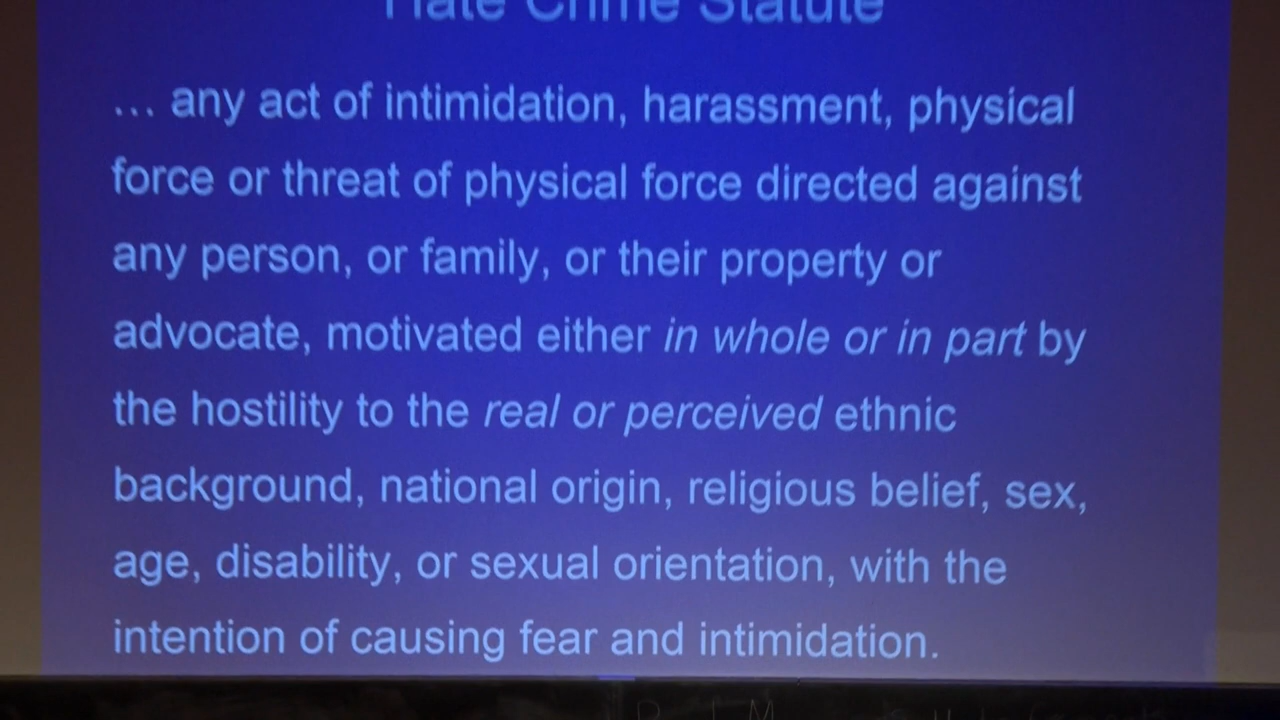 Hate Crime Statute
... any act of intimidation, harassment, physical
force or threat of physical force directed against
any person, or family, or their property or
advocate, motivated either in whole or in part by
the hostility to the real or perceived ethnic
background, national origin, religious belief, sex,
age, disability, or sexual orientation, with the
intention of causing fear and intimidation.